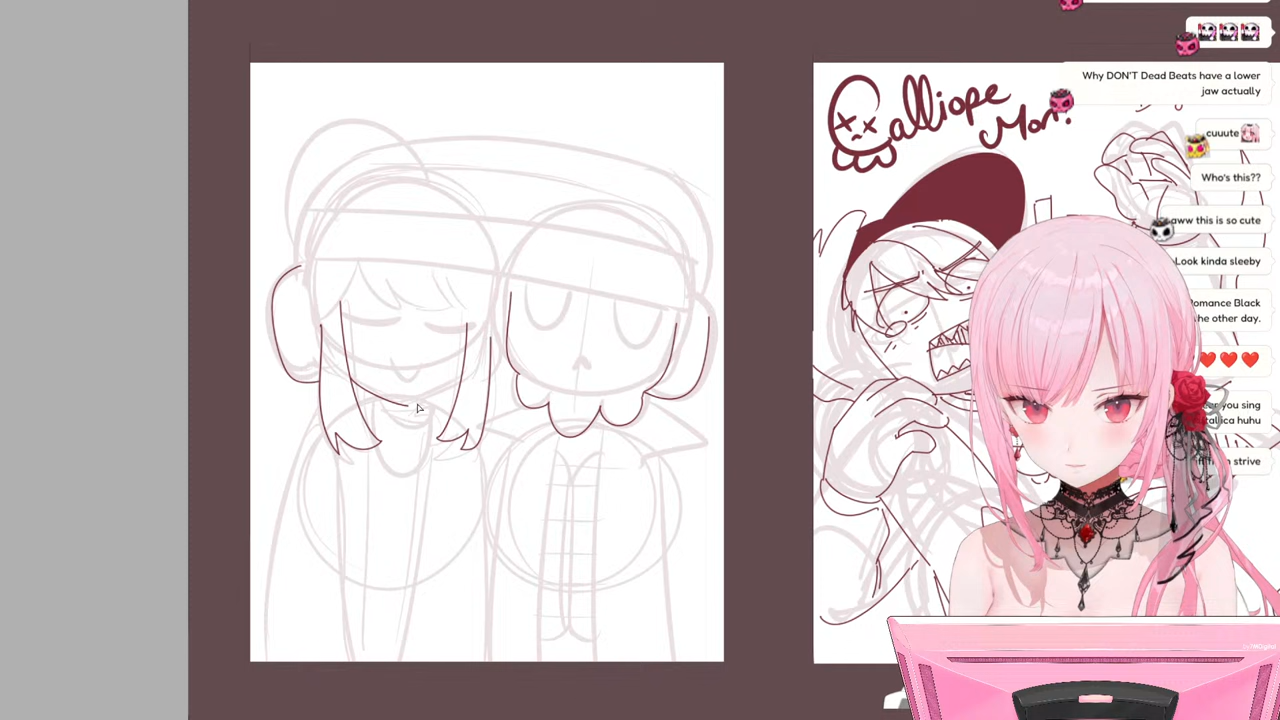 Calliope
Mori
Why DON'T Dead Beats have a lower
jaw actually
cuuute
Who's this??
aww this is so cute
Look kinda sleeby
Romance Black
the other day.
you sing
huhu
strive